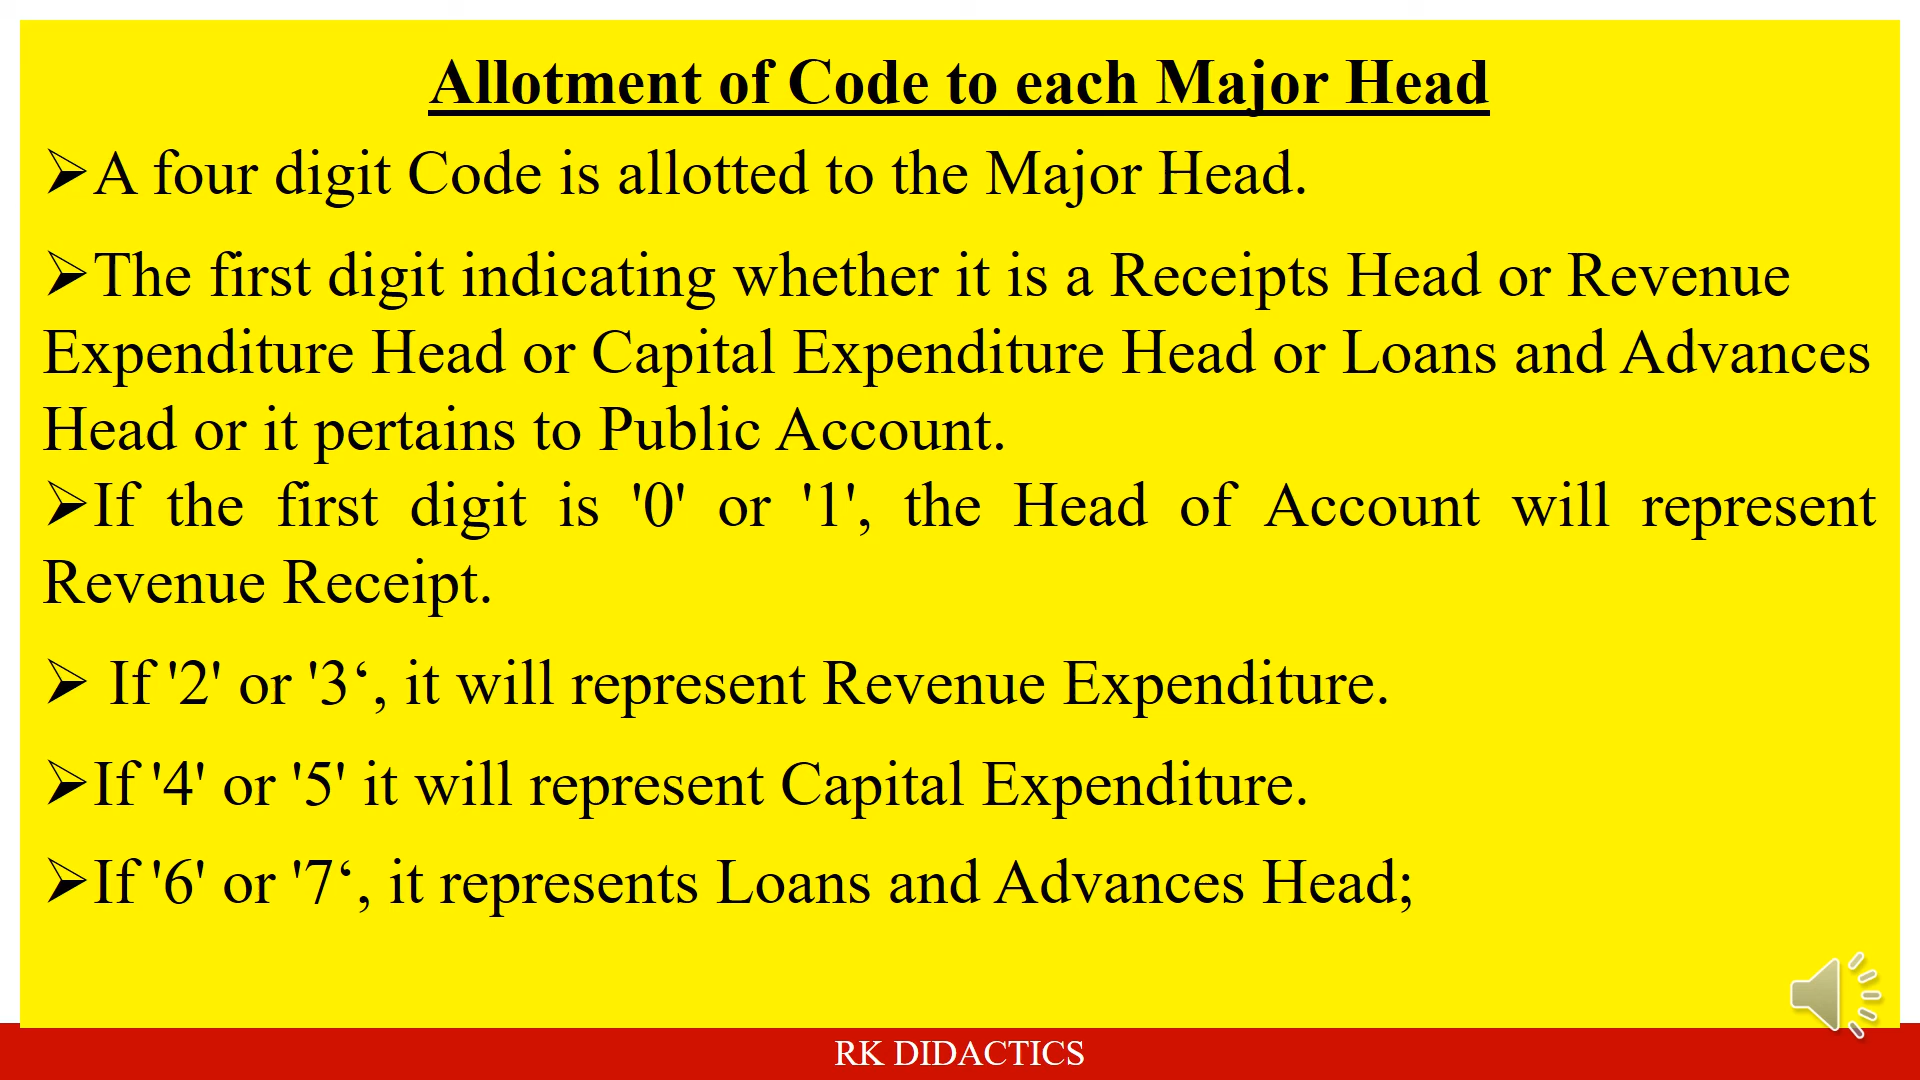 Allotment of Code to each Major Head
➢A four digit Code is allotted to the Major Head.
➢The first digit indicating whether it is a Receipts Head or Revenue
Expenditure Head or Capital Expenditure Head or Loans and Advances
Head or it pertains to Public Account.
➢If the first digit is '0' or '1', the Head of Account will represent
Revenue Receipt.
➢ If '2' or '3‘, it will represent Revenue Expenditure.
➢If '4' or '5' it will represent Capital Expenditure.
➢If '6' or '7‘, it represents Loans and Advances Head;
RK DIDACTICS